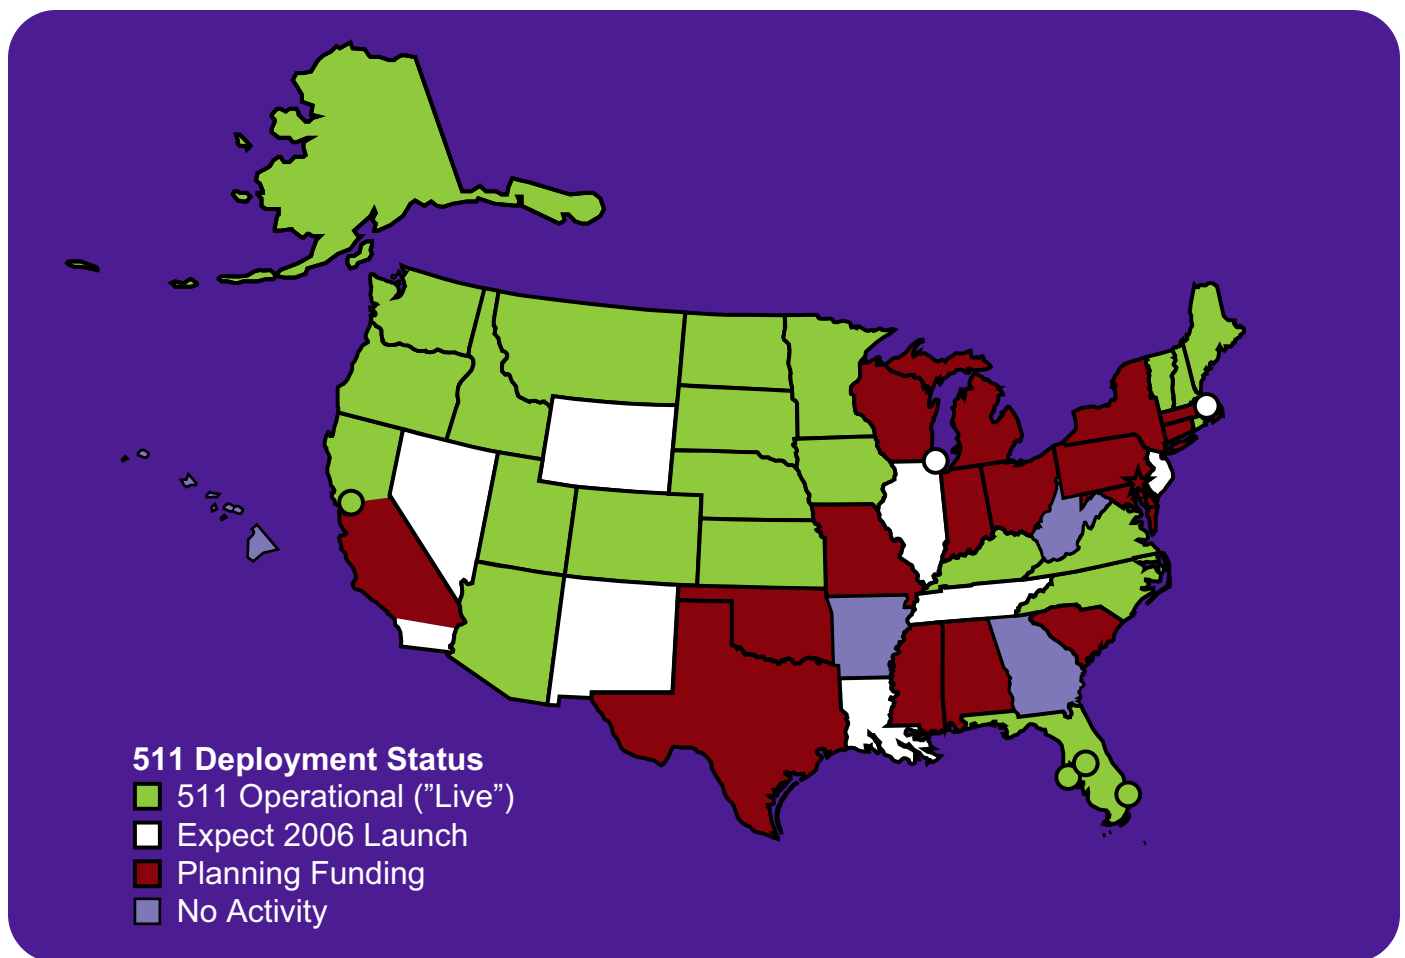 511 Deployment Status
511 Operational (”Live”)
Expect 2006 Launch
Planning Funding
No Activity